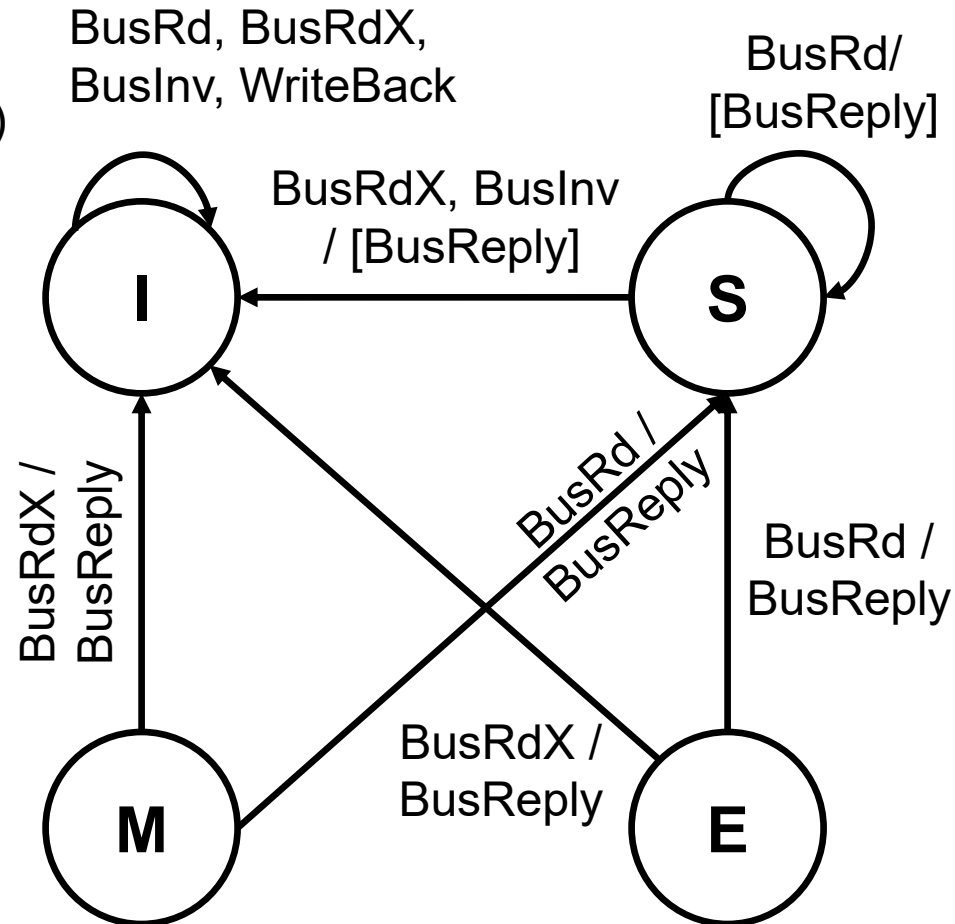 BusRd, BusRdX,
BusInv, WriteBack
)
BusRd/
[BusReply]
BusRdX, BusInv
/ [BusReply]
I
S
BusRdX /
BusReply
BusRd /
BusReply
BusRd /
BusReply
BusRdX /
BusReply
M
E